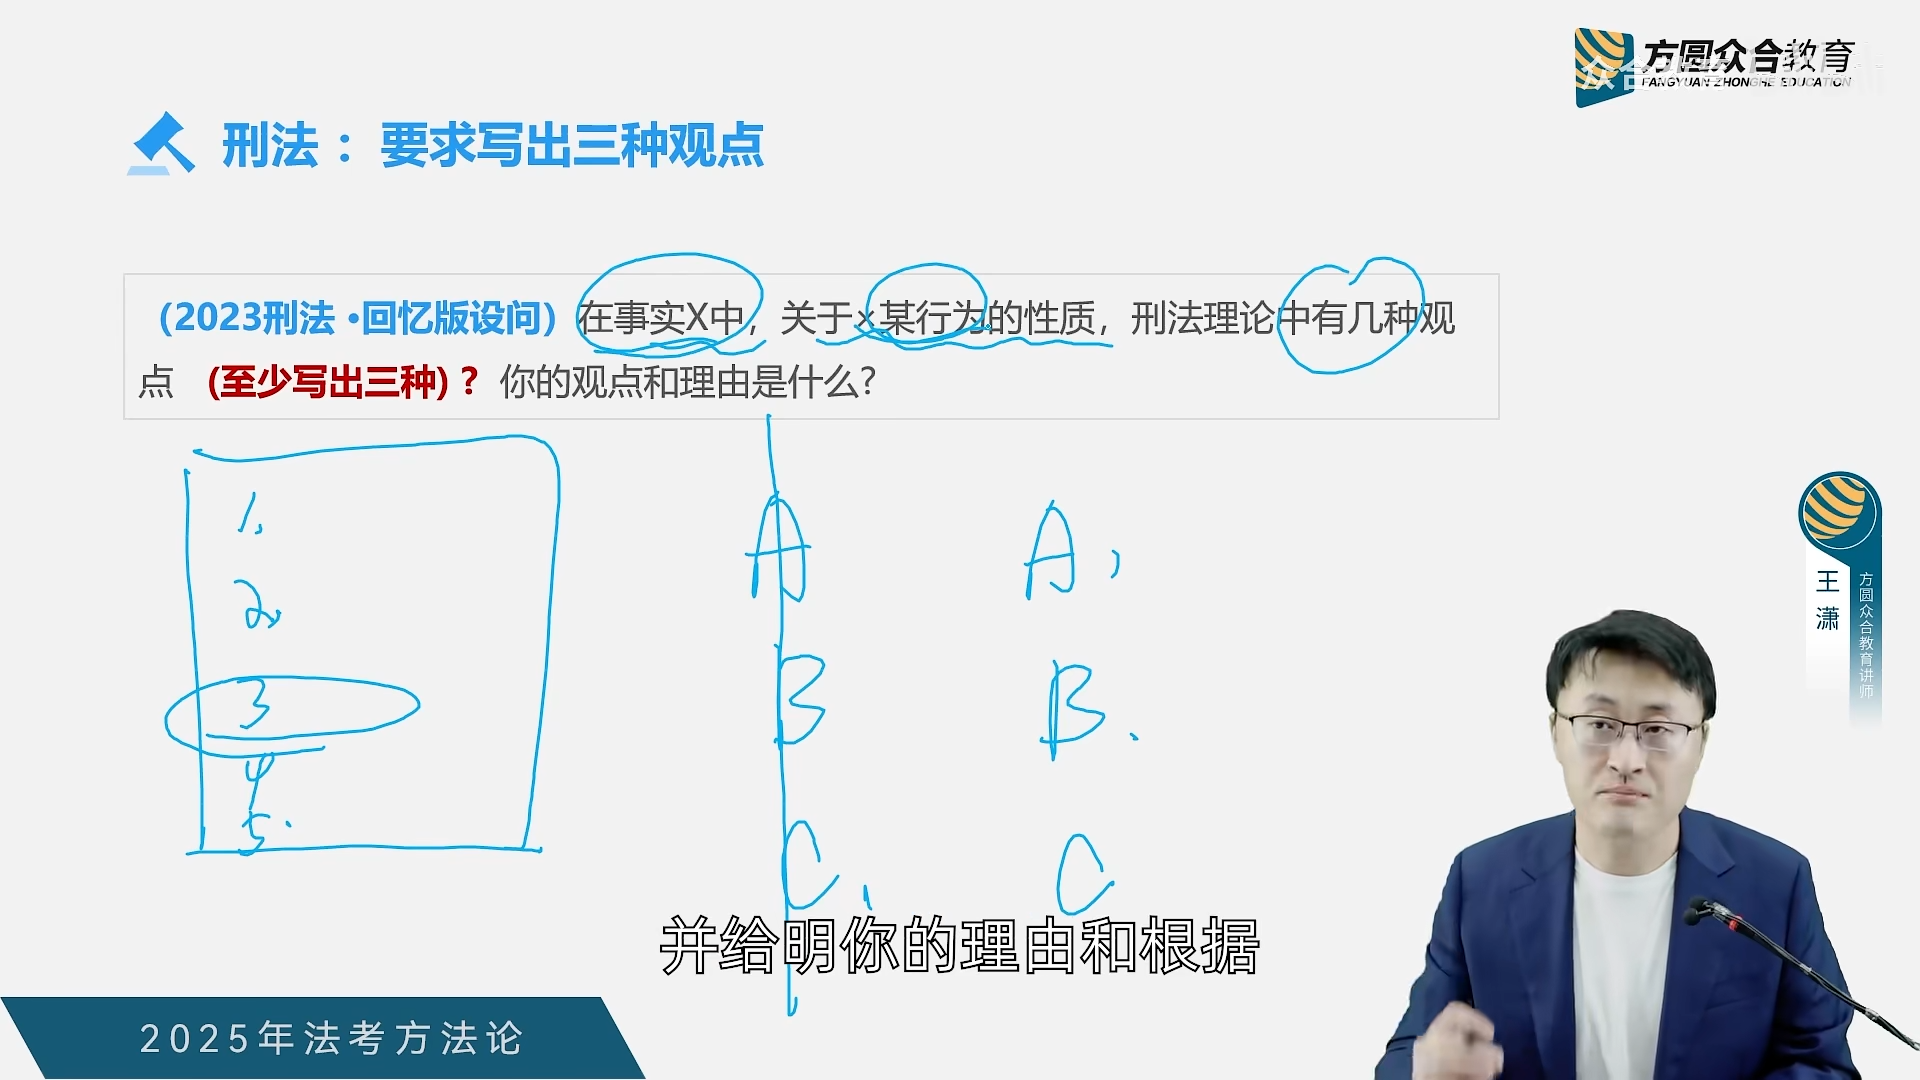 方圆众合教育
FANGYUAN ZHONGHE EDUCATION
刑法：要求写出三种观点
（2023刑法·回忆版设问）在事实X中，关于×某行为的性质，刑法理论中有几种观
点 (至少写出三种)？你的观点和理由是什么？
1.
2.
3
4
5.
A
B
C.
A,
B.
C
王潇
方圆众合教育讲师
并给明你的理由和根据
2025年法考方法论